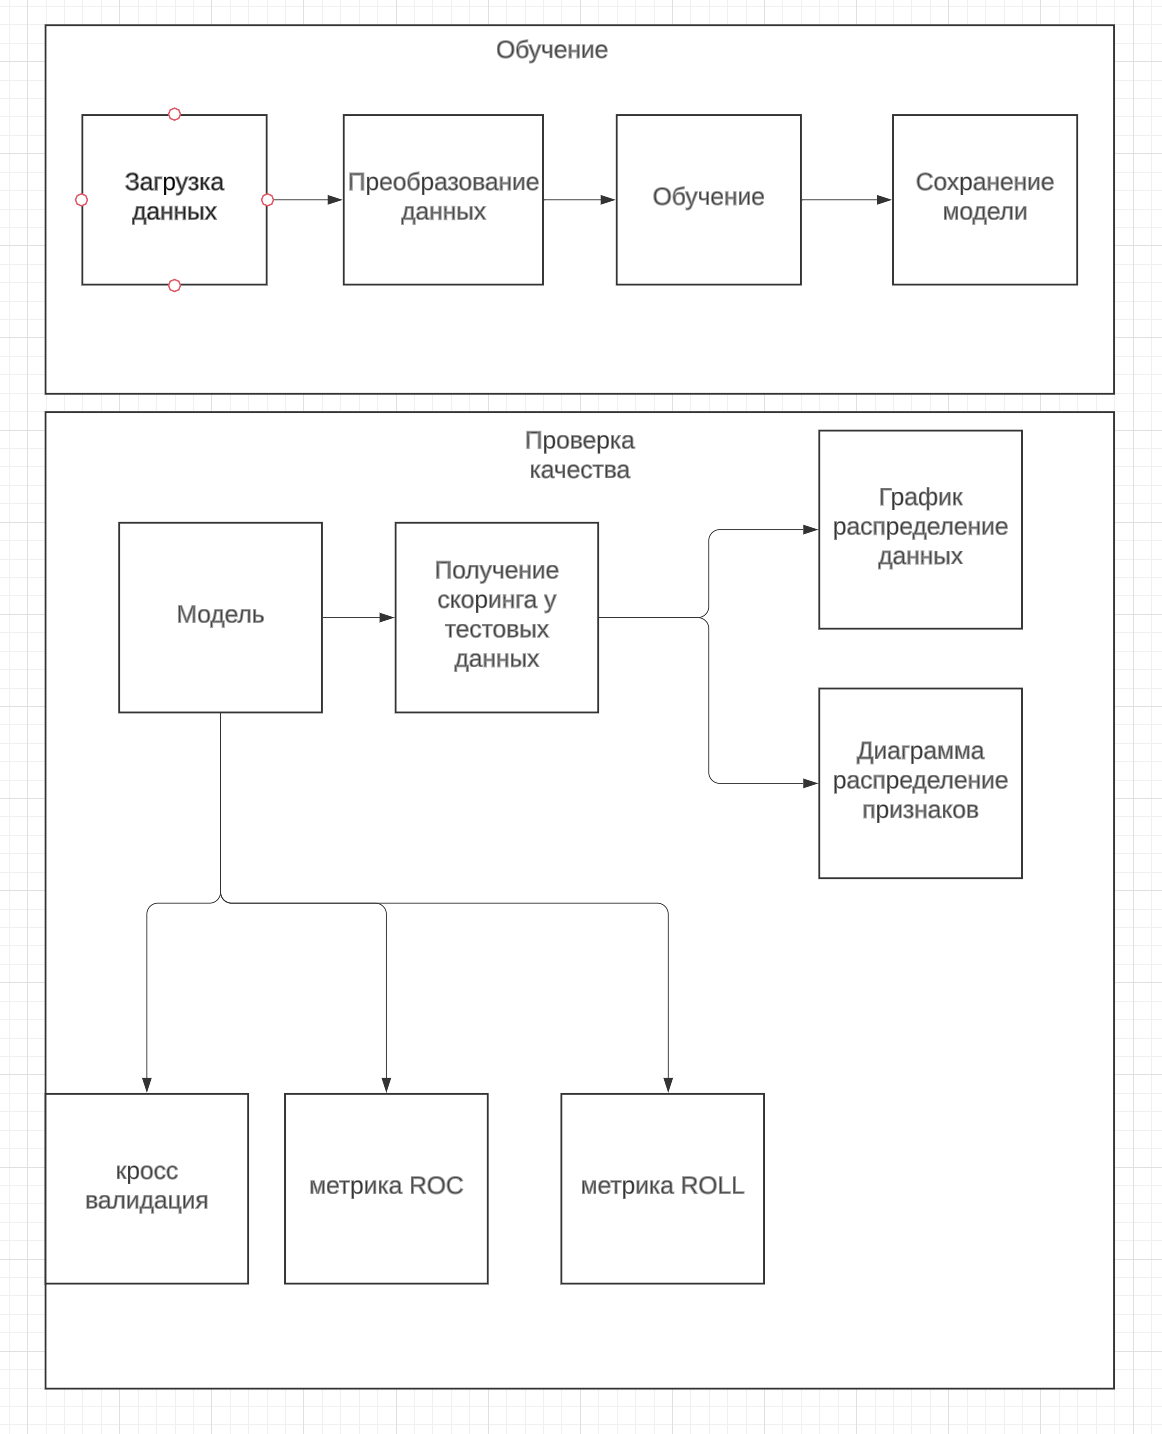 Обучение
Загрузка
данных
Преобразование
данных
Обучение
Сохранение
модели
Проверка
качества
Модель
Получение
скоринга у
тестовых
данных
График
распределение
данных
Диаграмма
распределение
признаков
кросс
валидация
метрика ROC
метрика ROLL